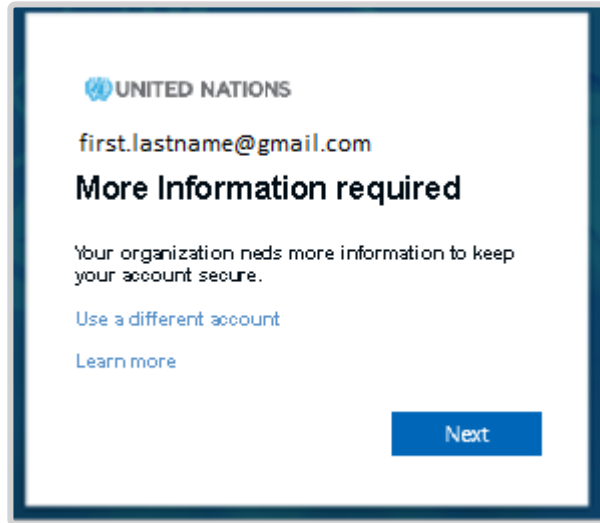 UNITED NATIONS
first.lastname@gmail.com
More Information required
Your organization neds more information to keep
your account secure.
Use a different account
Learn more
Next